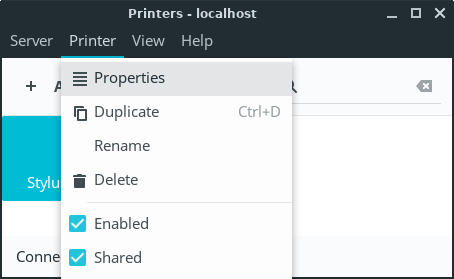 Printers - localhost
Server Printer View Help
+ A
Properties
Duplicate Ctrl+D
Rename
Delete
Stylu
Enabled
Shared
Conne